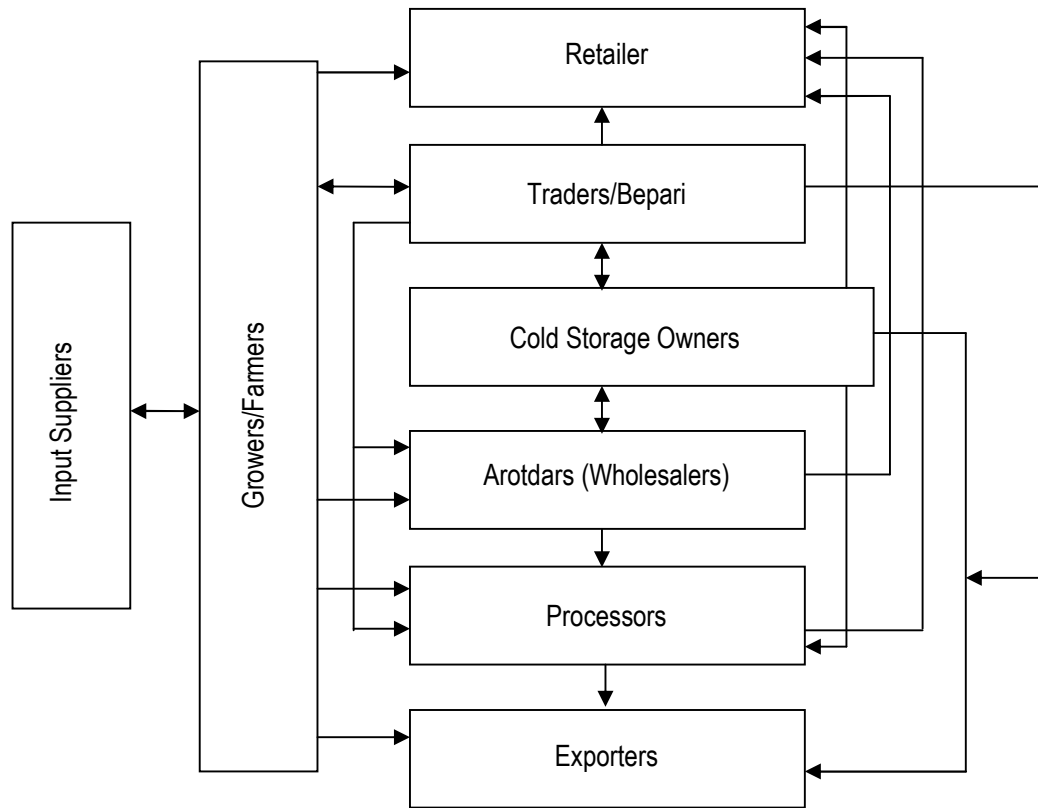 Input Suppliers
Growers/Farmers
Retailer
Traders/Bepari
Cold Storage Owners
Arotdars (Wholesalers)
Processors
Exporters